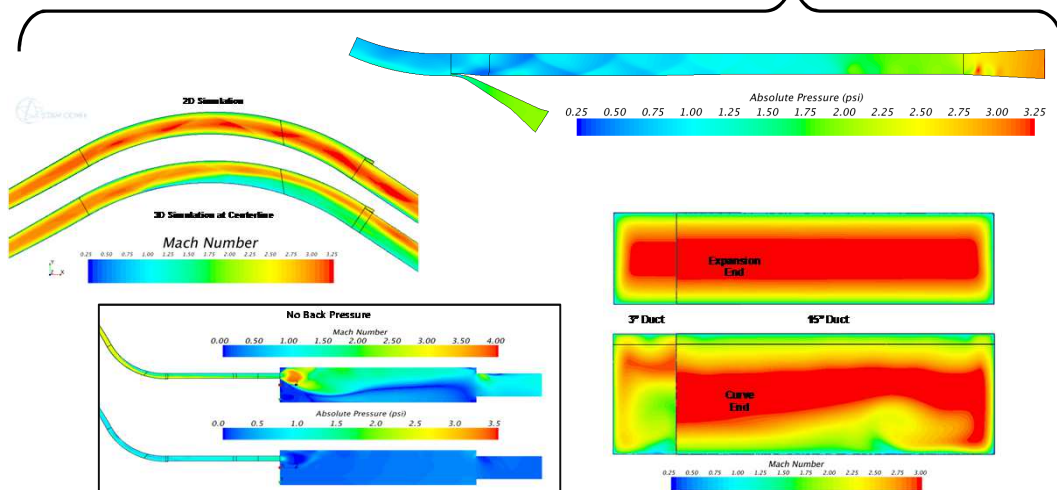 Absolute Pressure (psi)
0.25 0.50 0.75 1.00 1.25 1.50 1.75 2.00 2.25 2.50 2.75 3.00 3.25
2D Simulation
3D Simulation at Centerline
Mach Number
0.25 0.50 0.75 1.00 1.25 1.50 1.75 2.00 2.25 2.50 2.75 3.00 3.25
Y
Z X
No Back Pressure
Mach Number
0.00 0.50 1.00 1.50 2.00 2.50 3.00 3.50 4.00
Absolute Pressure (psi)
0.0 0.5 1.0 1.5 2.0 2.5 3.0 3.5
Expansion
End
3" Duct 15" Duct
Curve
End
Mach Number
0.25 0.50 0.75 1.00 1.25 1.50 1.75 2.00 2.25 2.50 2.75 3.00